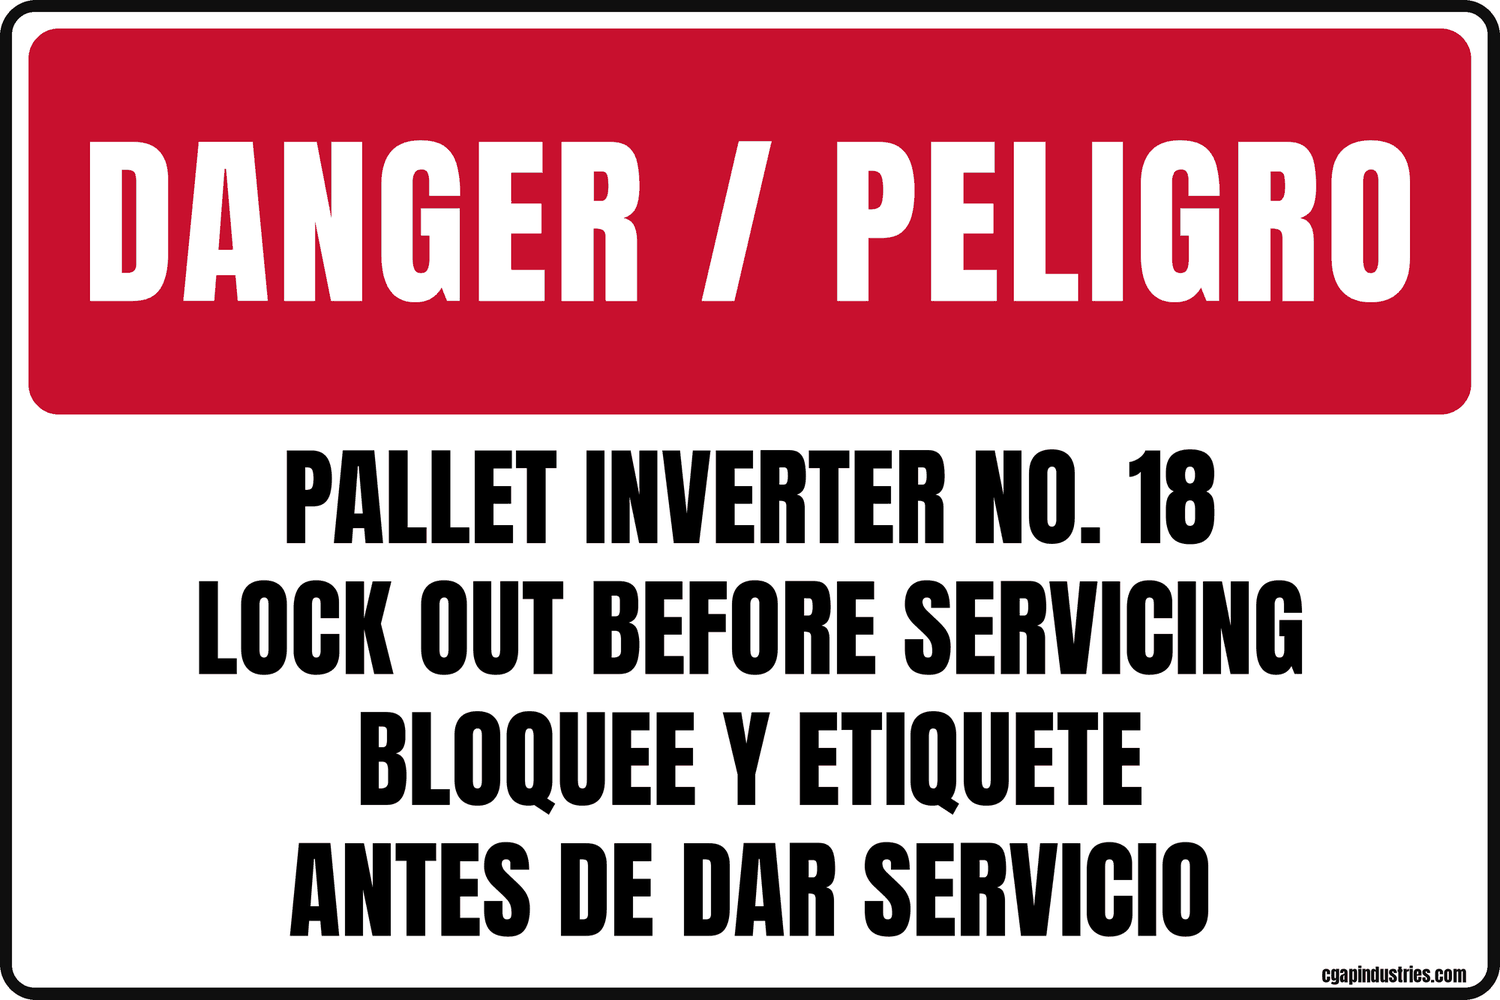 DANGER / PELIGRO
PALLET INVERTER NO. 18
LOCK OUT BEFORE SERVICING
BLOQUEE Y ETIQUETE
ANTES DE DAR SERVICIO
cgapindustries.com